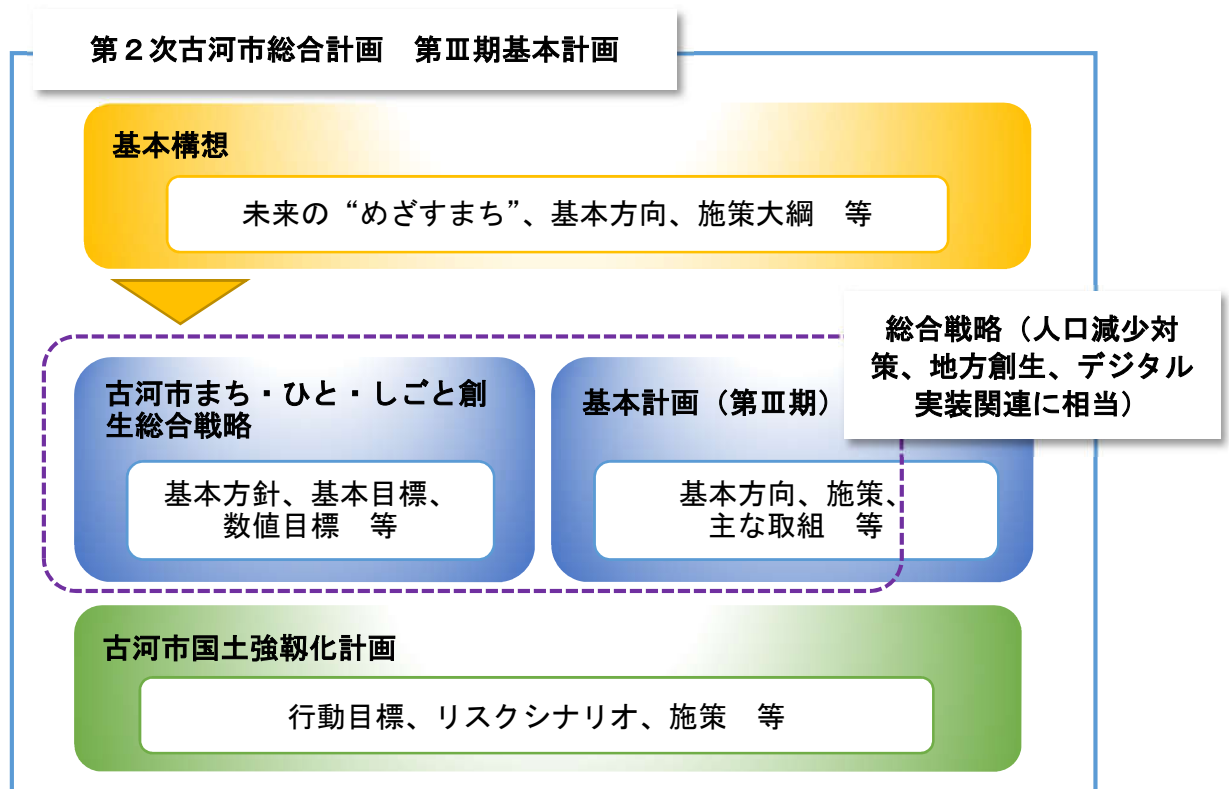 第２次古河市総合計画　第Ⅲ期基本計画
基本構想
未来の“めざすまち”、基本方向、施策大綱　等
総合戦略（人口減少対
策、地方創生、デジタル
実装関連に相当）
古河市まち・ひと・しごと創
生総合戦略
基本方針、基本目標、
数値目標　等
基本計画（第Ⅲ期）
基本方向、施策、
主な取組　等
古河市国土強靱化計画
行動目標、リスクシナリオ、施策　等